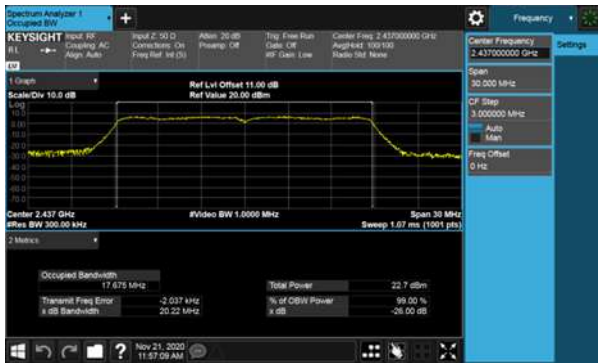 Spectrum Analyzer 1
Occupied BW
+
Frequency
KEYSIGHT
Input: RF
Coupling: AC
Align: Auto
Input Z: 50 Ω
Corrections: On
Freq Ref: Int (S)
Atten: 20 dB
Preamp: Off
Trig: Free Run
Gate: Off
#IF Gain: Low
Center Freq: 2.437000000 GHz
Avg|Hold: 100/100
Radio Std: None
RL
Center Frequency
2.437000000 GHz
Settings
Span
30.000 MHz
CF Step
3.000000 MHz
Auto
Man
Freq Offset
0 Hz
1 Graph
Scale/Div 10.0 dB
Ref Lvl Offset 11.00 dB
Ref Value 20.00 dBm
Log
10.0
0.00
-10.0
-20.0
-30.0
-40.0
-50.0
-60.0
-70.0
Center 2.437 GHz
#Res BW 300.00 kHz
#Video BW 1.0000 MHz
Span 30 MHz
Sweep 1.07 ms (1001 pts)
2 Metrics
Occupied Bandwidth
17.675 MHz
Total Power 22.7 dBm
Transmit Freq Error -2.037 kHz
% of OBW Power 99.00 %
x dB Bandwidth 20.22 MHz
x dB -26.00 dB
?
Nov 21, 2020
11:57:09 AM